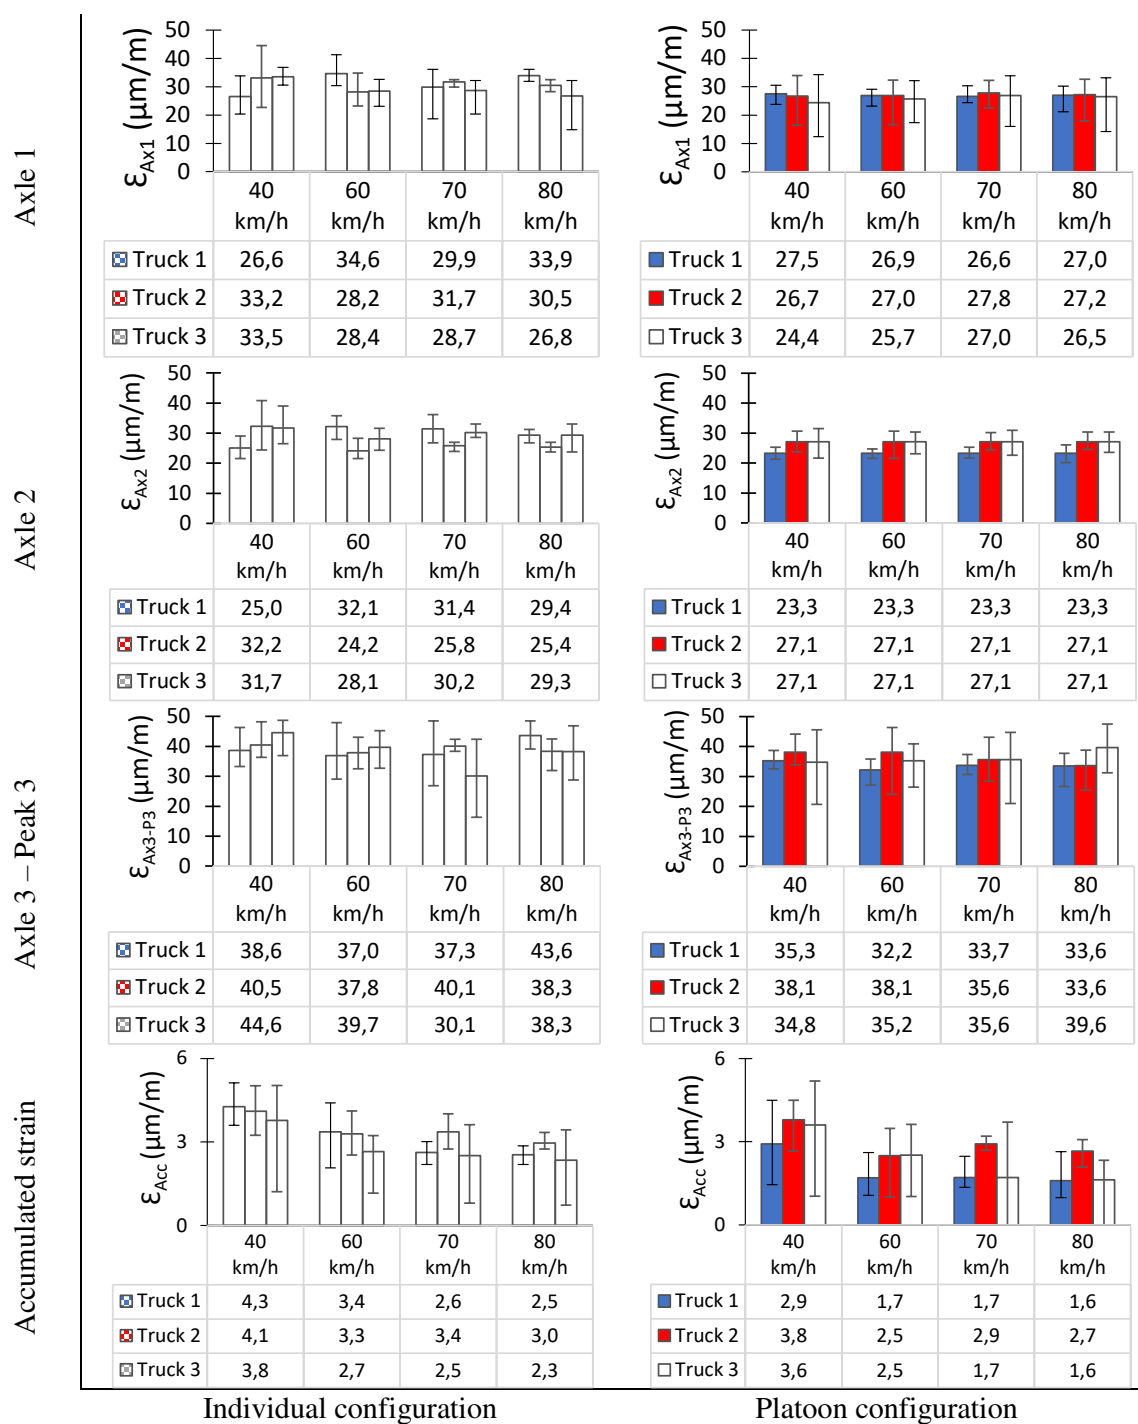 Axle 1
50
40
30
20
10
0
εAx1 (μm/m)
40 km/h 60 km/h 70 km/h 80 km/h
Truck 1 26,6 34,6 29,9 33,9
Truck 2 33,2 28,2 31,7 30,5
Truck 3 33,5 28,4 28,7 26,8
50
40
30
20
10
0
εAx1 (μm/m)
40 km/h 60 km/h 70 km/h 80 km/h
Truck 1 27,5 26,9 26,6 27,0
Truck 2 26,7 27,0 27,8 27,2
Truck 3 24,4 25,7 27,0 26,5
Axle 2
50
40
30
20
10
0
εAx2 (μm/m)
40 km/h 60 km/h 70 km/h 80 km/h
Truck 1 25,0 32,1 31,4 29,4
Truck 2 32,2 24,2 25,8 25,4
Truck 3 31,7 28,1 30,2 29,3
50
40
30
20
10
0
εAx2 (μm/m)
40 km/h 60 km/h 70 km/h 80 km/h
Truck 1 23,3 23,3 23,3 23,3
Truck 2 27,1 27,1 27,1 27,1
Truck 3 27,1 27,1 27,1 27,1
Axle 3 – Peak 3
50
40
30
20
10
0
εAx3-P3 (μm/m)
40 km/h 60 km/h 70 km/h 80 km/h
Truck 1 38,6 37,0 37,3 43,6
Truck 2 40,5 37,8 40,1 38,3
Truck 3 44,6 39,7 30,1 38,3
50
40
30
20
10
0
εAx3-P3 (μm/m)
40 km/h 60 km/h 70 km/h 80 km/h
Truck 1 35,3 32,2 33,7 33,6
Truck 2 38,1 38,1 35,6 33,6
Truck 3 34,8 35,2 35,6 39,6
Accumulated strain
6
3
0
εAcc (μm/m)
40 km/h 60 km/h 70 km/h 80 km/h
Truck 1 4,3 3,4 2,6 2,5
Truck 2 4,1 3,3 3,4 3,0
Truck 3 3,8 2,7 2,5 2,3
6
3
0
εAcc (μm/m)
40 km/h 60 km/h 70 km/h 80 km/h
Truck 1 2,9 1,7 1,7 1,6
Truck 2 3,8 2,5 2,9 2,7
Truck 3 3,6 2,5 1,7 1,6
Individual configuration
Platoon configuration